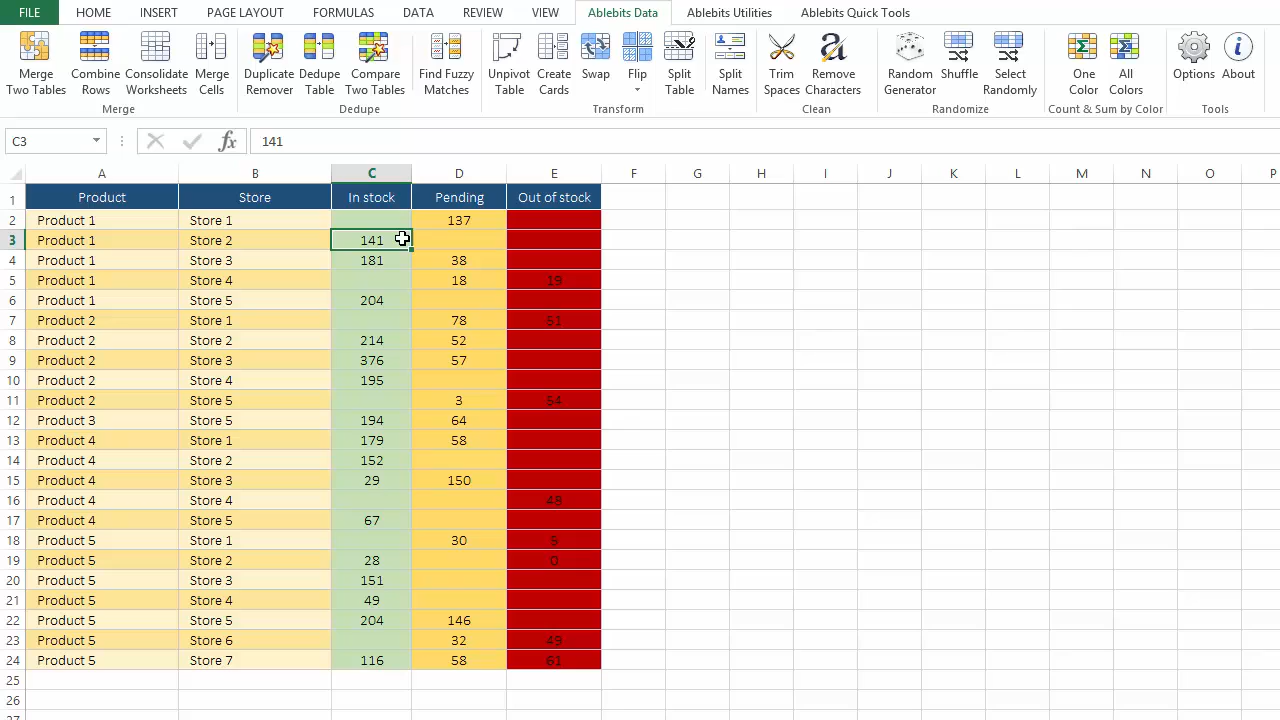 FILE HOME INSERT PAGE LAYOUT FORMULAS DATA REVIEW VIEW Ablebits Data Ablebits Utilities Ablebits Quick Tools
Merge Combine Consolidate Merge Duplicate Dedupe Compare Find Fuzzy Unpivot Create Swap Flip Split Split Trim Remove Random Shuffle Select One All Options About
Two Tables Rows Worksheets Cells Remover Table Two Tables Matches Table Cards Table Names Spaces Characters Generator Randomly Color Colors
Merge Dedupe Transform Clean Randomize Count & Sum by Color Tools
C3 fx 141
A B C D E F G H I J K L M N O P
1 Product Store In stock Pending Out of stock
2 Product 1 Store 1 137
3 Product 1 Store 2 141
4 Product 1 Store 3 181 38
5 Product 1 Store 4 18 19
6 Product 1 Store 5 204
7 Product 2 Store 1 78 51
8 Product 2 Store 2 214 52
9 Product 2 Store 3 376 57
10 Product 2 Store 4 195
11 Product 2 Store 5 3 54
12 Product 3 Store 5 194 64
13 Product 4 Store 1 179 58
14 Product 4 Store 2 152
15 Product 4 Store 3 29 150
16 Product 4 Store 4 48
17 Product 4 Store 5 67
18 Product 5 Store 1 30 5
19 Product 5 Store 2 28 0
20 Product 5 Store 3 151
21 Product 5 Store 4 49
22 Product 5 Store 5 204 146
23 Product 5 Store 6 32 49
24 Product 5 Store 7 116 58 61
25
26
27